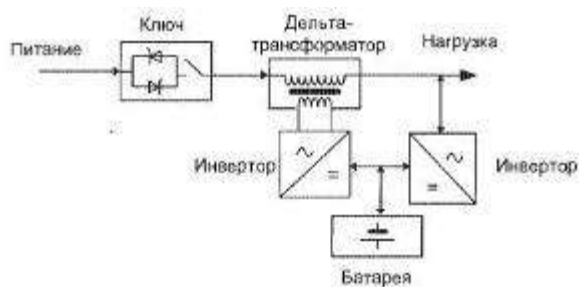 Ключ
Дельта-
трансформатор
Питание
Нагрузка
Инвертор
Инвертор
Батарея